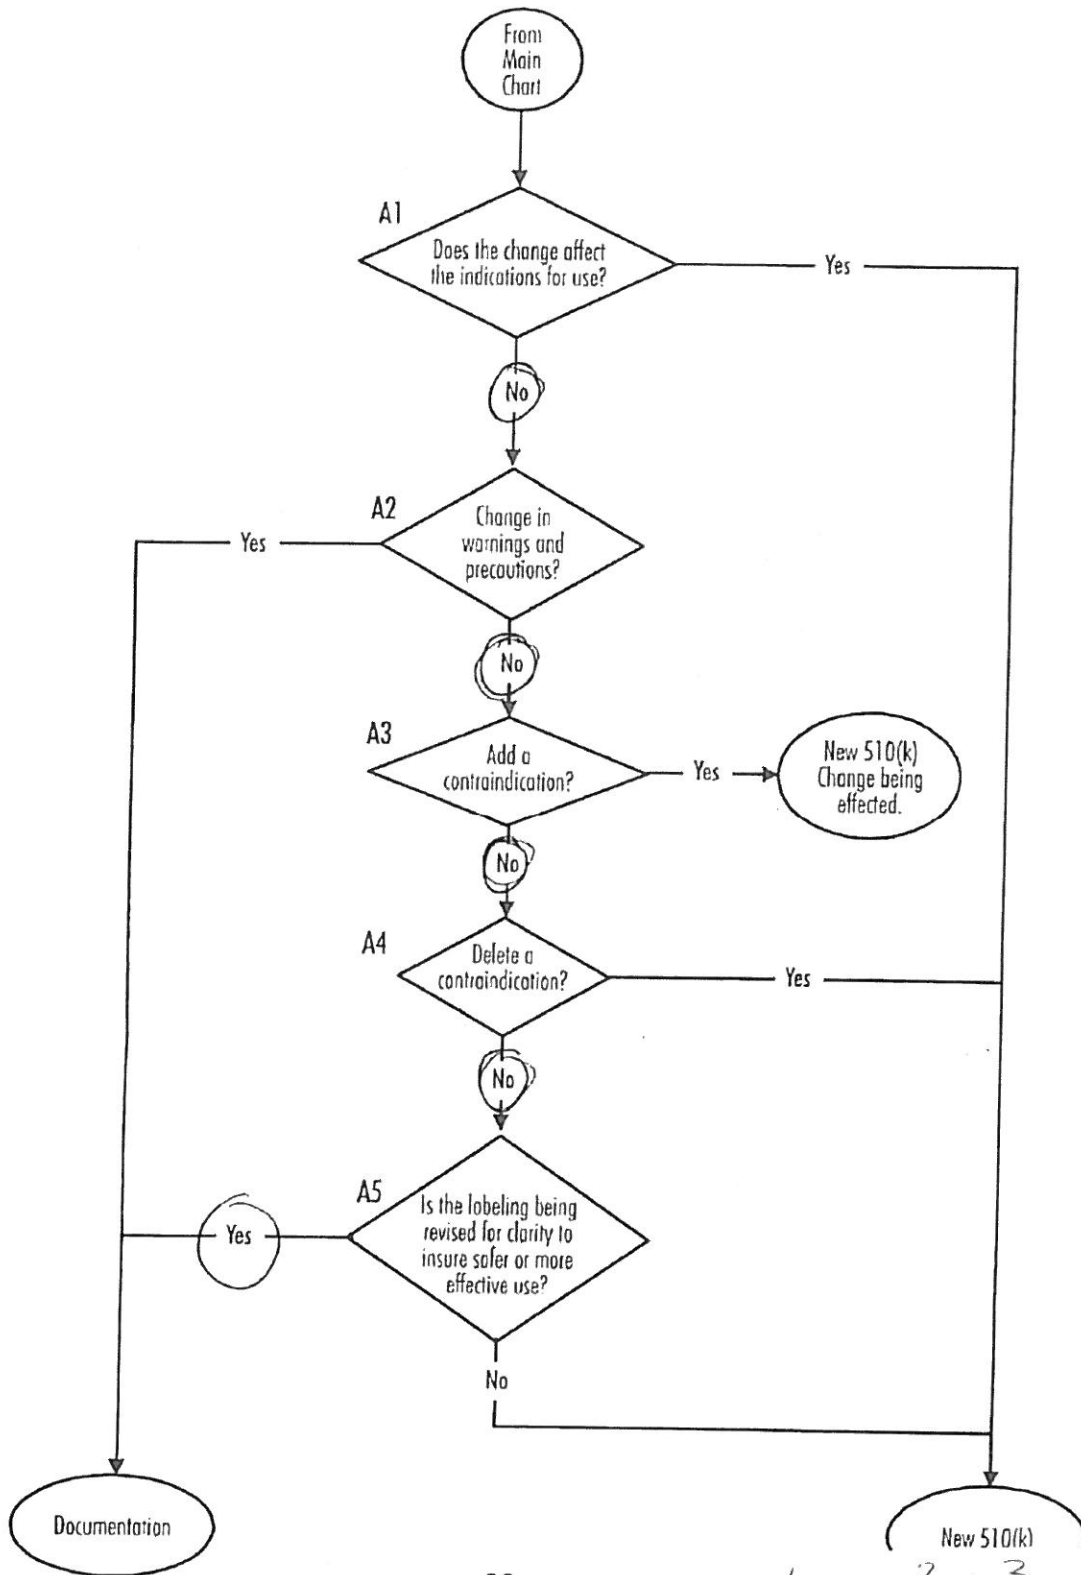 From
Main
Chart
A1
Does the change affect
the indications for use?
Yes
No
A2
Change in
warnings and
precautions?
Yes
No
A3
Add a
contraindication?
Yes
New 510(k)
Change being
effected.
No
A4
Delete a
contraindication?
Yes
No
A5
Is the labeling being
revised for clarity to
insure safer or more
effective use?
Yes
No
Documentation
New 510(k)